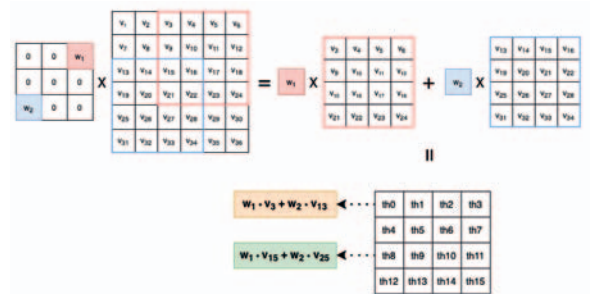 0 0 w₁
0 0 0
w₂ 0 0
X
v₁ v₂ v₃ v₄ v₅ v₆
v₇ v₈ v₉ v₁₀ v₁₁ v₁₂
v₁₃ v₁₄ v₁₅ v₁₆ v₁₇ v₁₈
v₁₉ v₂₀ v₂₁ v₂₂ v₂₃ v₂₄
v₂₅ v₂₆ v₂₇ v₂₈ v₂₉ v₃₀
v₃₁ v₃₂ v₃₃ v₃₄ v₃₅ v₃₆
=
w₁ X
v₃ v₄ v₅ v₆
v₉ v₁₀ v₁₁
v₂₁ v₂₂ v₂₃ v₂₄
+
w₂ X
v₁₃ v₁₄ v₁₅ v₁₆
v₁₉ v₂₀ v₂₁ v₂₂
v₂₅ v₂₆ v₂₇ v₂₈
v₃₁ v₃₂ v₃₃ v₃₄
=
w₁ · v₃ + w₂ · v₁₃
w₁ · v₁₅ + w₂ · v₂₅
th0 th1 th2 th3
th4 th5 th6 th7
th8 th9 th10 th11
th12 th13 th14 th15